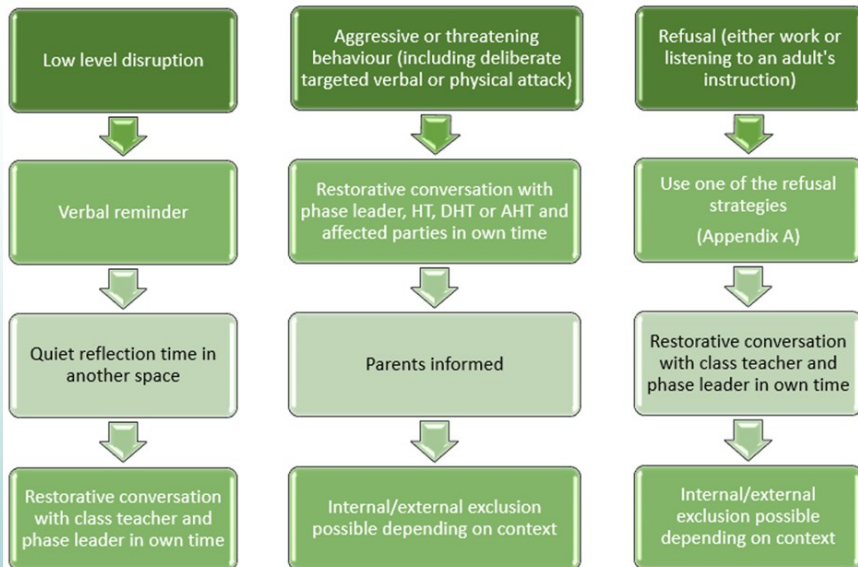 Low level disruption
Verbal reminder
Quiet reflection time in
another space
Restorative conversation
with class teacher and
phase leader in own time
Aggressive or threatening
behaviour (including deliberate
targeted verbal or physical attack)
Restorative conversation with
phase leader, HT, DHT or AHT and
affected parties in own time
Parents informed
Internal/external exclusion
possible depending on context
Refusal (either work or
listening to an adult's
instruction)
Use one of the refusal
strategies
(Appendix A)
Restorative conversation
with class teacher and
phase leader in own time
Internal/external
exclusion possible
depending on context